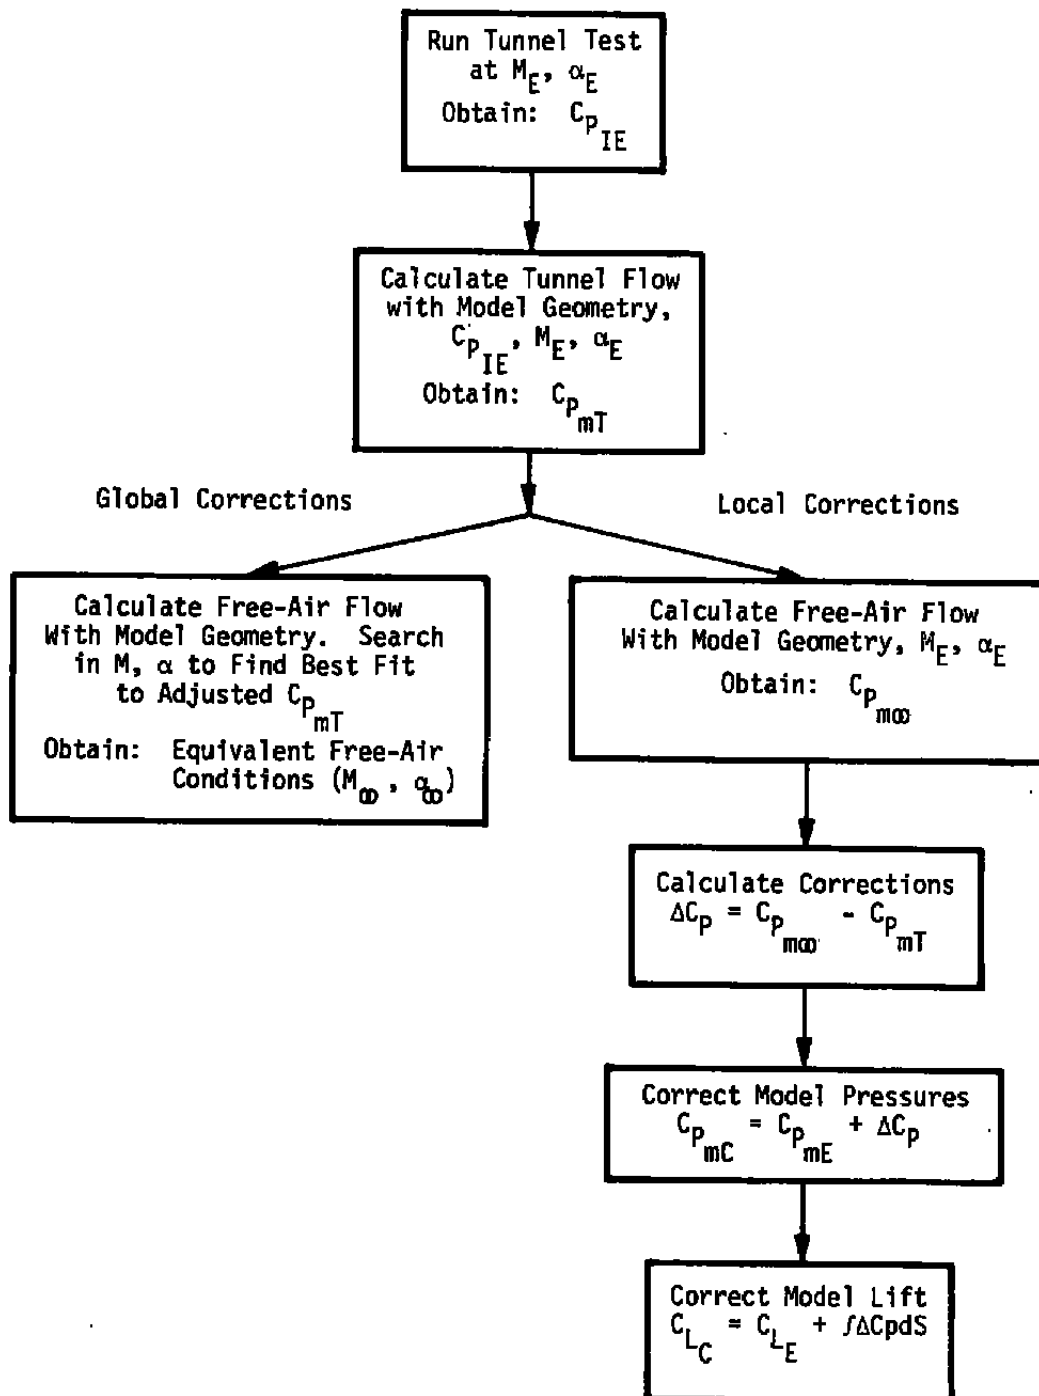 Run Tunnel Test
at M_E, α_E
Obtain: C_P_IE
Calculate Tunnel Flow
with Model Geometry,
C_P_IE, M_E, α_E
Obtain: C_P_mT
Global Corrections
Local Corrections
Calculate Free-Air Flow
With Model Geometry. Search
in M, α to Find Best Fit
to Adjusted C_P_mT
Obtain: Equivalent Free-Air
Conditions (M_∞, α_∞)
Calculate Free-Air Flow
With Model Geometry, M_E, α_E
Obtain: C_P_m∞
Calculate Corrections
ΔC_P = C_P_m∞ - C_P_mT
Correct Model Pressures
C_P_mC = C_P_mE + ΔC_P
Correct Model Lift
C_L_C = C_L_E + ∫ΔCpdS